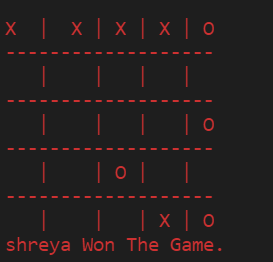 X  |  X | X | X | O
-------------------
   |    |   |   |
-------------------
   |    |   |   | O
-------------------
   |    | O |   |
-------------------
   |    |   | X | O
shreya Won The Game.